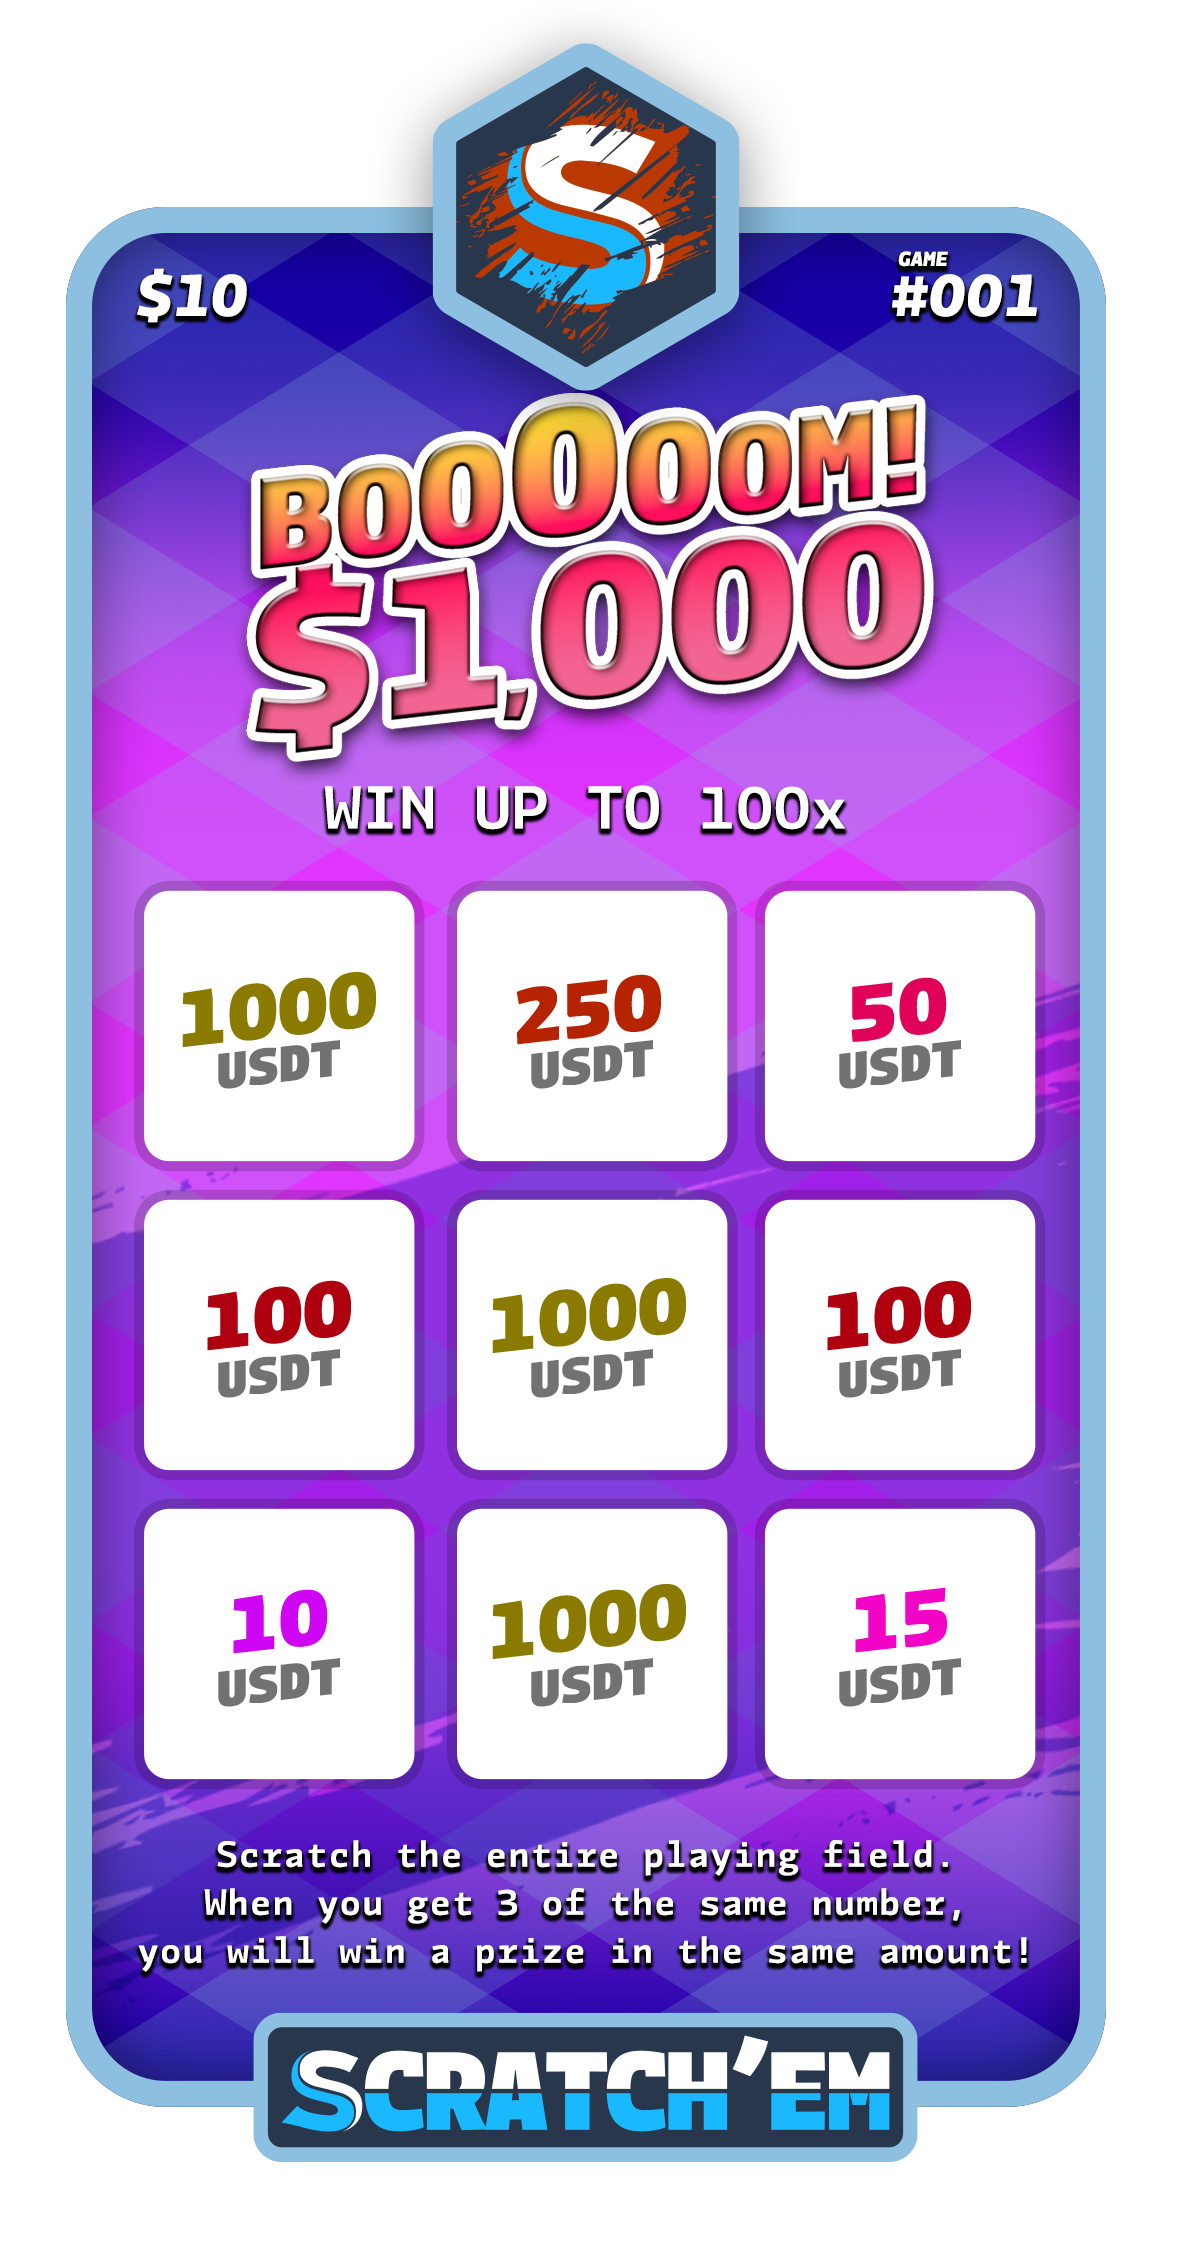 $10
GAME
#001
BOOOOOM!
$1,000
WIN UP TO 100x
1000
USDT
250
USDT
50
USDT
100
USDT
1000
USDT
100
USDT
10
USDT
1000
USDT
15
USDT
Scratch the entire playing field.
When you get 3 of the same number,
you will win a prize in the same amount!
SCRATCH'EM